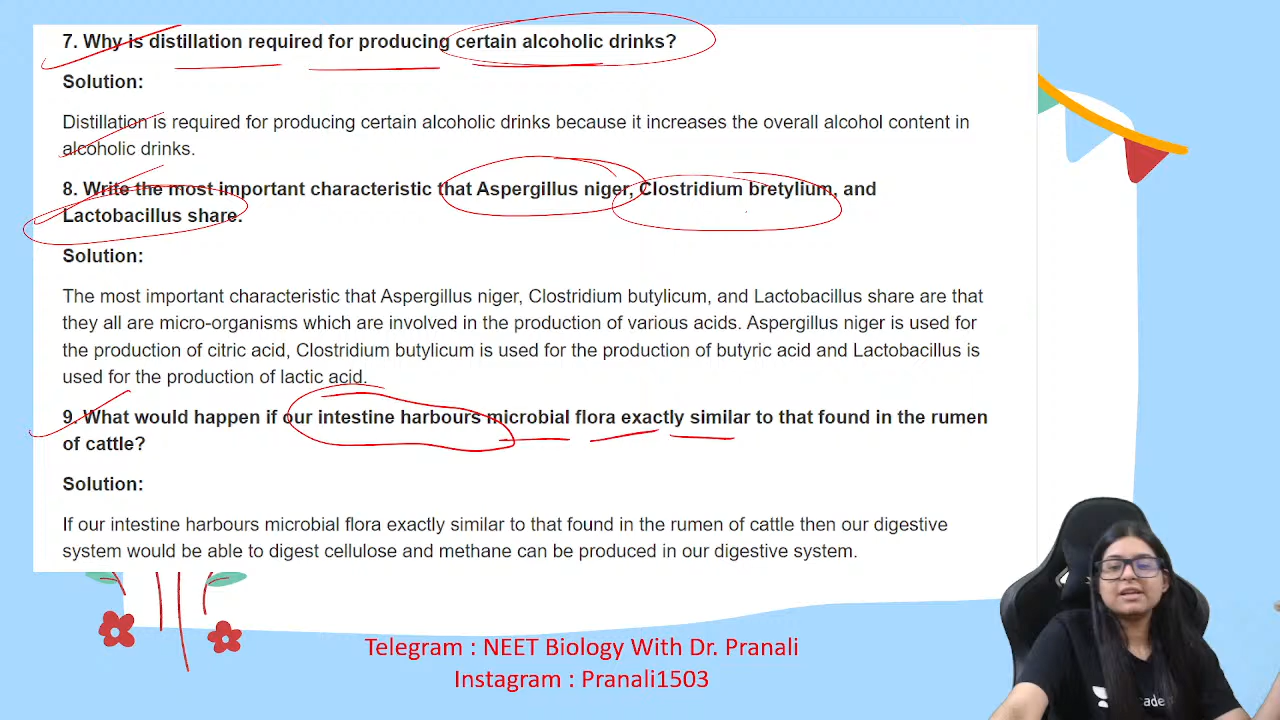 7. Why is distillation required for producing certain alcoholic drinks?
Solution:
Distillation is required for producing certain alcoholic drinks because it increases the overall alcohol content in
alcoholic drinks.
8. Write the most important characteristic that Aspergillus niger, Clostridium bretylium, and
Lactobacillus share.
Solution:
The most important characteristic that Aspergillus niger, Clostridium butylicum, and Lactobacillus share are that
they all are micro-organisms which are involved in the production of various acids. Aspergillus niger is used for
the production of citric acid, Clostridium butylicum is used for the production of butyric acid and Lactobacillus is
used for the production of lactic acid.
9. What would happen if our intestine harbours microbial flora exactly similar to that found in the rumen
of cattle?
Solution:
If our intestine harbours microbial flora exactly similar to that found in the rumen of cattle then our digestive
system would be able to digest cellulose and methane can be produced in our digestive system.
Telegram : NEET Biology With Dr. Pranali
Instagram : Pranali1503